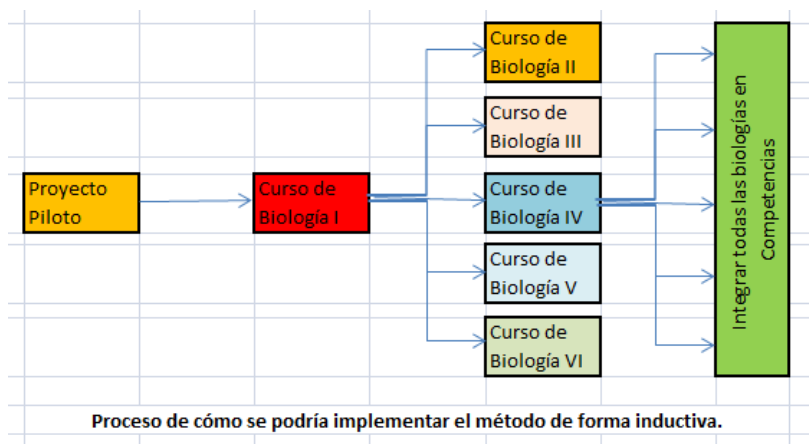 Proyecto
Piloto
Curso de
Biología I
Curso de
Biología II
Curso de
Biología III
Curso de
Biología IV
Curso de
Biología V
Curso de
Biología VI
Integrar todas las biologías en
Competencias
Proceso de cómo se podría implementar el método de forma inductiva.